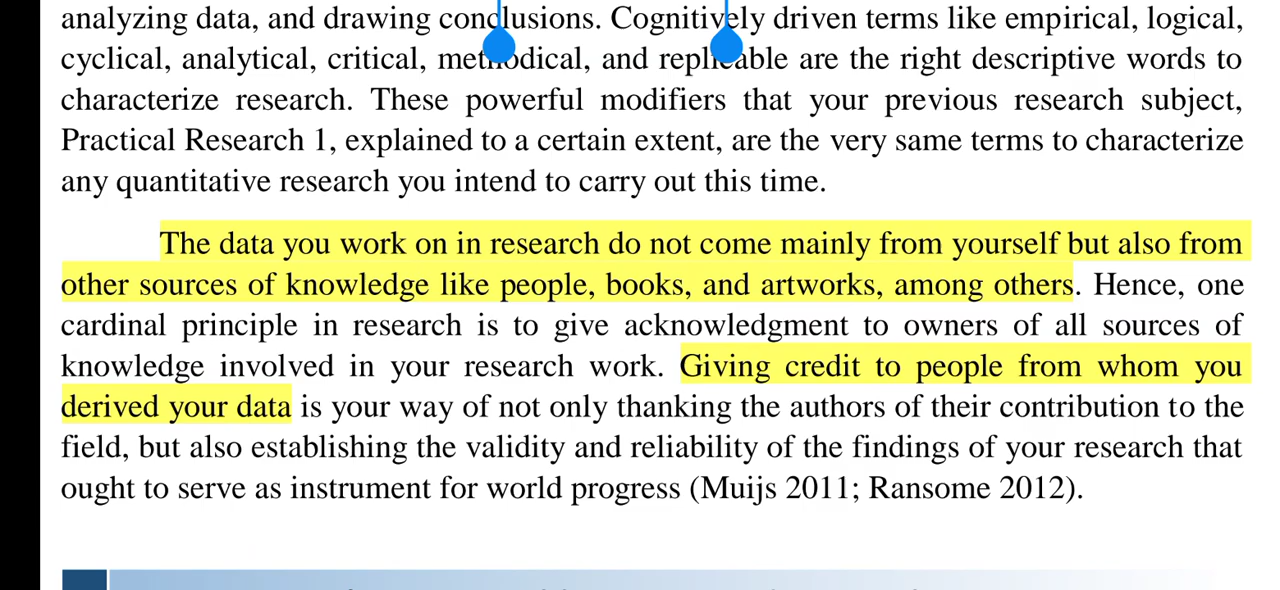 analyzing data, and drawing conclusions. Cognitively driven terms like empirical, logical,
cyclical, analytical, critical, methodical, and replicable are the right descriptive words to
characterize research. These powerful modifiers that your previous research subject,
Practical Research 1, explained to a certain extent, are the very same terms to characterize
any quantitative research you intend to carry out this time.
The data you work on in research do not come mainly from yourself but also from
other sources of knowledge like people, books, and artworks, among others. Hence, one
cardinal principle in research is to give acknowledgment to owners of all sources of
knowledge involved in your research work. Giving credit to people from whom you
derived your data is your way of not only thanking the authors of their contribution to the
field, but also establishing the validity and reliability of the findings of your research that
ought to serve as instrument for world progress (Muijs 2011; Ransome 2012).